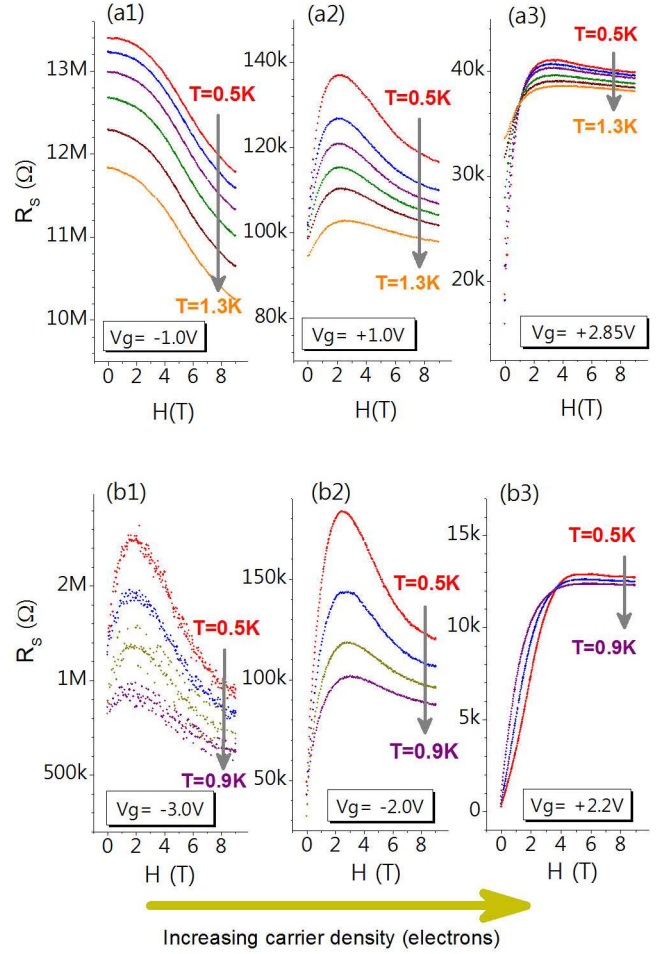 (a1)
(a2)
(a3)
13M
12M
11M
10M
T=0.5K
T=1.3K
Vg= -1.0V
0 2 4 6 8
H(T)
140k
120k
100k
80k
T=0.5K
T=1.3K
Vg= +1.0V
0 2 4 6 8
H(T)
40k
30k
20k
T=0.5K
T=1.3K
Vg= +2.85V
0 2 4 6 8
H(T)
Rs (Ω)
(b1)
(b2)
(b3)
2M
1M
500k
T=0.5K
T=0.9K
Vg= -3.0V
0 2 4 6 8
H (T)
150k
100k
50k
T=0.5K
T=0.9K
Vg= -2.0V
0 2 4 6 8
H (T)
15k
10k
5k
0
T=0.5K
T=0.9K
Vg= +2.2V
0 2 4 6 8
H (T)
Rs (Ω)
Increasing carrier density (electrons)